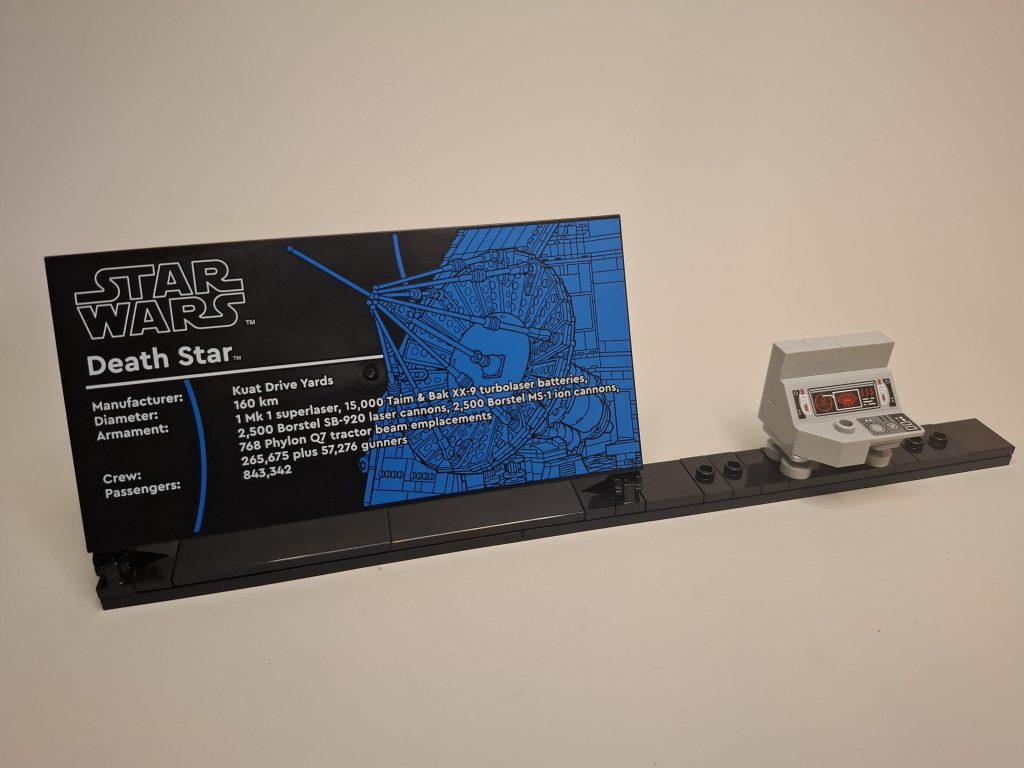 STAR
WARS™
Death Star™
Manufacturer: Kuat Drive Yards
Diameter: 160 km
Armament: 1 Mk 1 superlaser, 15,000 Taim & Bak XX-9 turbolaser batteries,
2,500 Borstel SB-920 laser cannons, 2,500 Borstel MS-1 ion cannons,
768 Phylon Q7 tractor beam emplacements
Crew: 265,675 plus 57,276 gunners
Passengers: 843,342